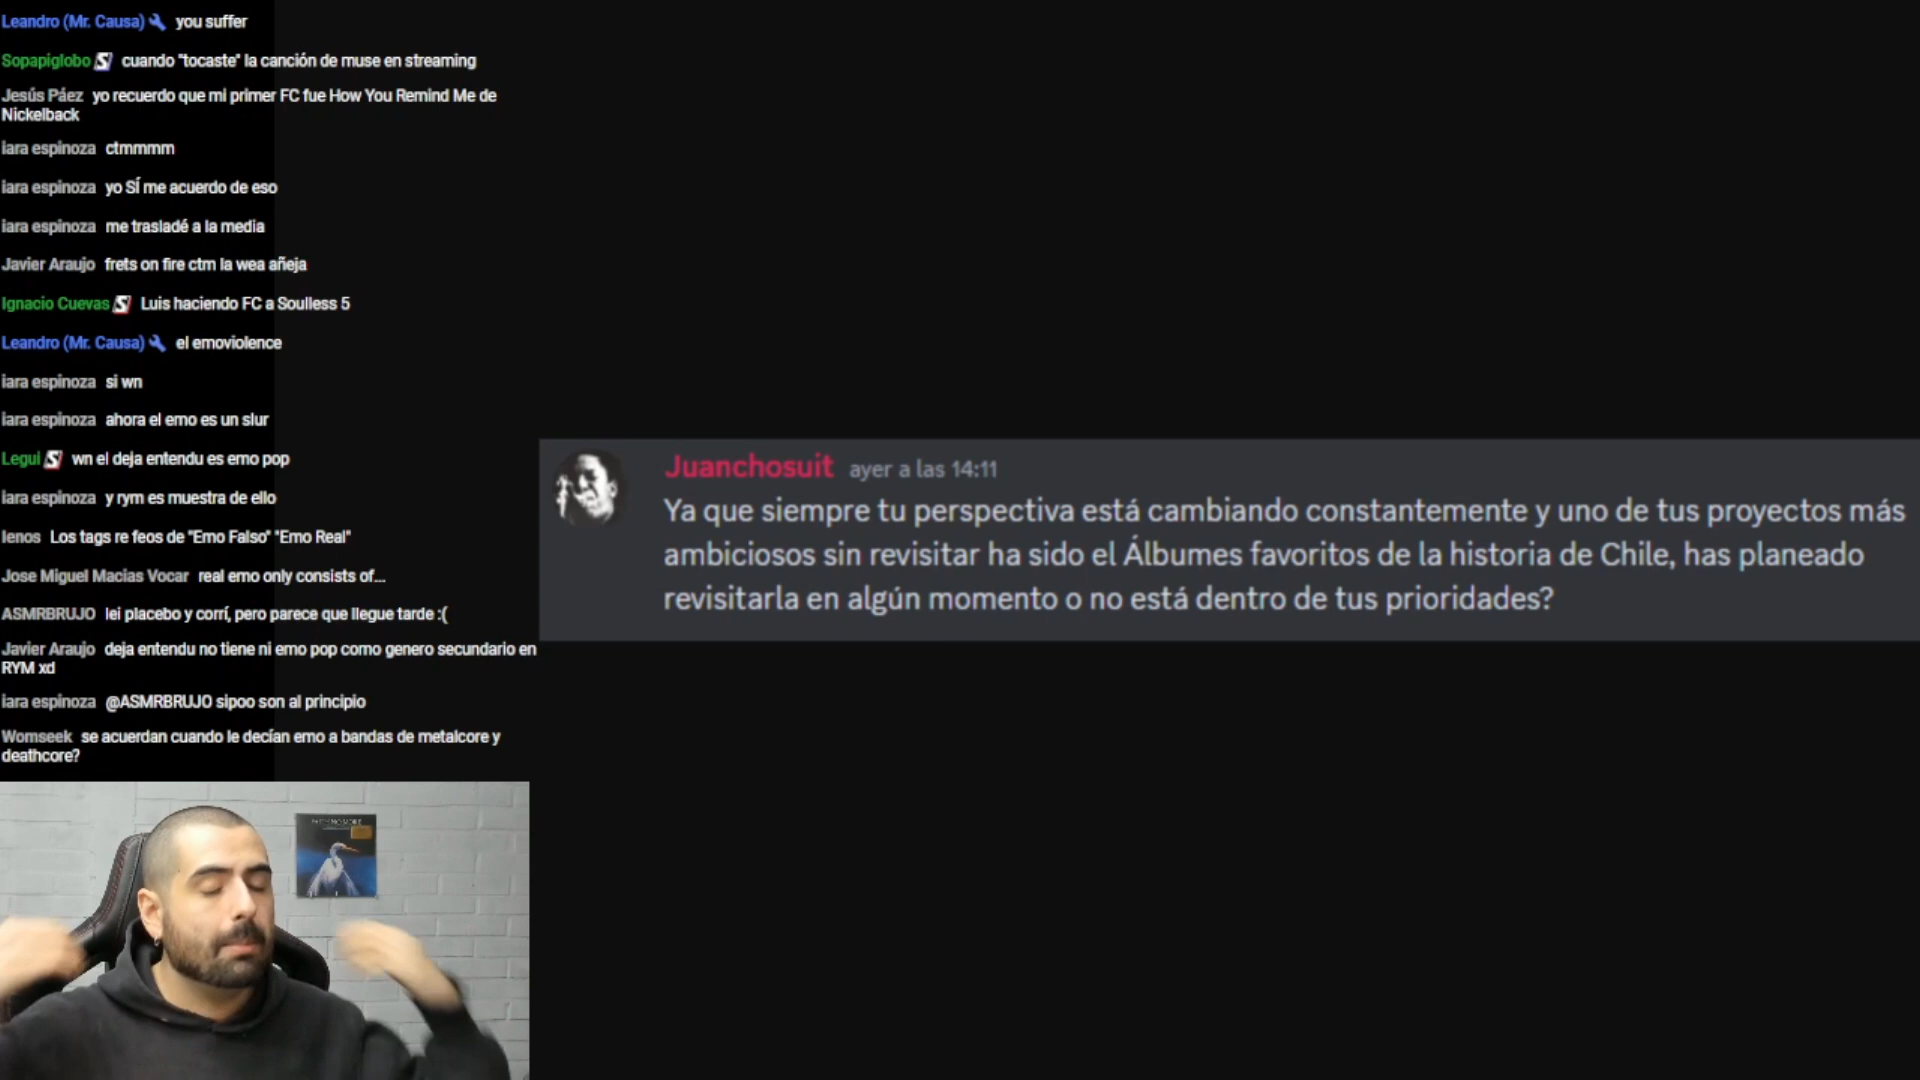 Leandro (Mr. Causa) you suffer
Sopapiglobo cuando "tocaste" la canción de muse en streaming
Jesús Páez yo recuerdo que mi primer FC fue How You Remind Me de
Nickelback
iara espinoza ctmmmm
iara espinoza yo SÍ me acuerdo de eso
iara espinoza me trasladé a la media
Javier Araujo frets on fire ctm la wea añeja
Ignacio Cuevas Luis haciendo FC a Soulless 5
Leandro (Mr. Causa) el emoviolence
iara espinoza si wn
iara espinoza ahora el emo es un slur
Legui wn el deja entendu es emo pop
iara espinoza y rym es muestra de ello
lenos Los tags re feos de "Emo Falso" "Emo Real"
Jose Miguel Macias Vocar real emo only consists of...
ASMRBRUJO lei placebo y corrí, pero parece que llegue tarde :(
Javier Araujo deja entendu no tiene ni emo pop como genero secundario en
RYM xd
iara espinoza @ASMRBRUJO sipoo son al principio
Womseek se acuerdan cuando le decían emo a bandas de metalcore y
deathcore?
Juanchosuit ayer a las 14:11
Ya que siempre tu perspectiva está cambiando constantemente y uno de tus proyectos más
ambiciosos sin revisitar ha sido el Álbumes favoritos de la historia de Chile, has planeado
revisitarla en algún momento o no está dentro de tus prioridades?